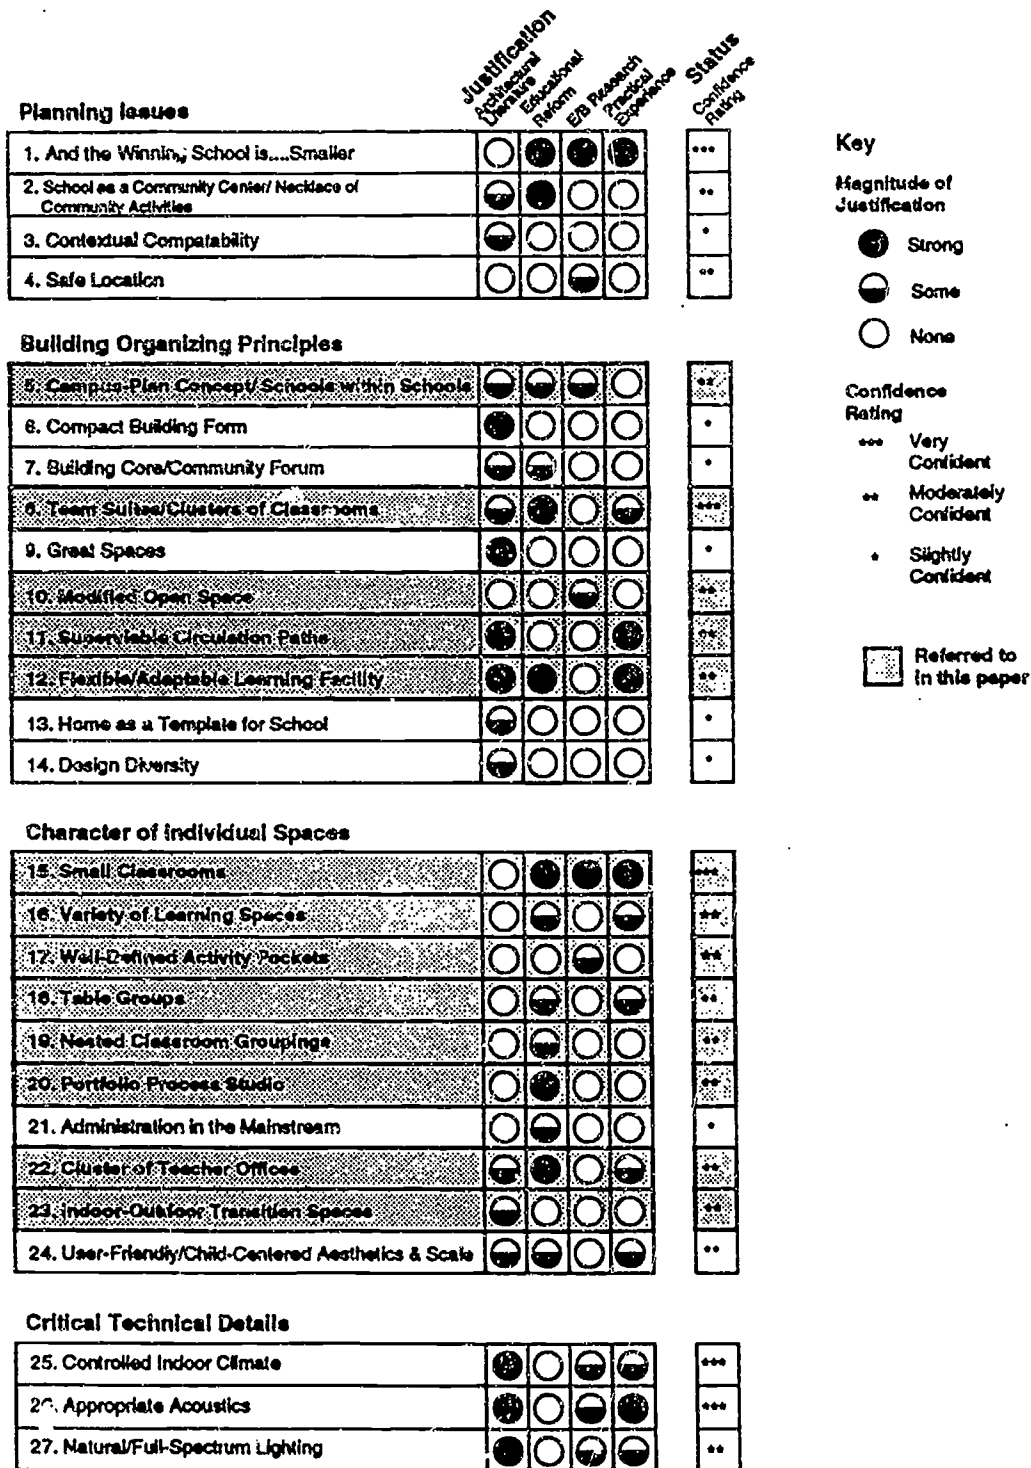 Justification
Architectural
Literature
Educational
Reform
E/B Research
Practical
Experience
Status
Confidence
Rating
Planning Issues
1. And the Winning School is....Smaller
2. School as a Community Center/ Necklace of
Community Activities
3. Contextual Compatability
4. Safe Location
Key
Magnitude of
Justification
Strong
Some
None
Confidence
Rating
*** Very
Confident
** Moderately
Confident
* Slightly
Confident
Referred to
in this paper
Building Organizing Principles
5. Campus-Plan Concept/ Schools within Schools
6. Compact Building Form
7. Building Core/Community Forum
8. Team Suites/Clusters of Classrooms
9. Great Spaces
10. Modified Open Space
11. Supervisable Circulation Paths
12. Flexible/Adaptable Learning Facility
13. Home as a Template for School
14. Design Diversity
Character of Individual Spaces
15. Small Classrooms
16. Variety of Learning Spaces
17. Well-Defined Activity Pockets
18. Table Groups
19. Nested Classroom Groupings
20. Portfolio Process Studio
21. Administration in the Mainstream
22. Cluster of Teacher Offices
23. Indoor-Outdoor Transition Spaces
24. User-Friendly/Child-Centered Aesthetics & Scale
Critical Technical Details
25. Controlled Indoor Climate
26. Appropriate Acoustics
27. Natural/Full-Spectrum Lighting